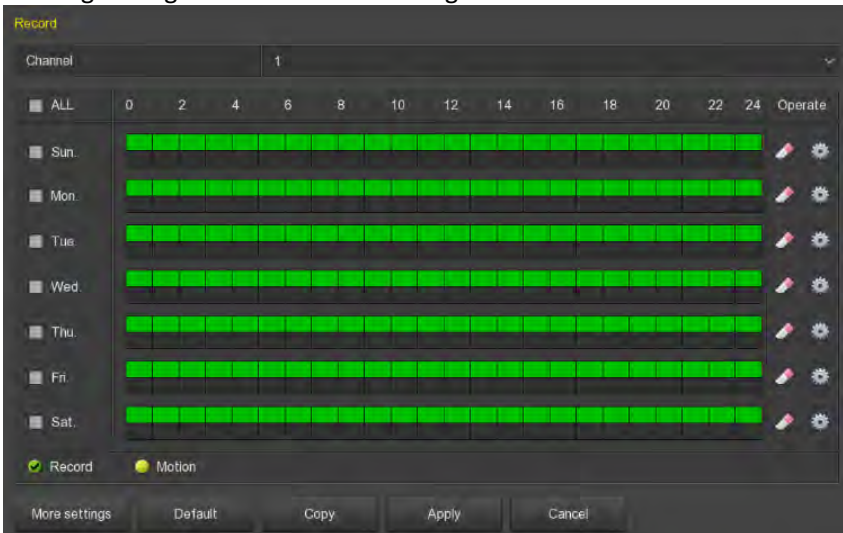 Record
Channel 1
ALL 0 2 4 6 8 10 12 14 16 18 20 22 24 Operate
Sun.
Mon.
Tue.
Wed.
Thu.
Fri.
Sat.
Record Motion
More settings Default Copy Apply Cancel